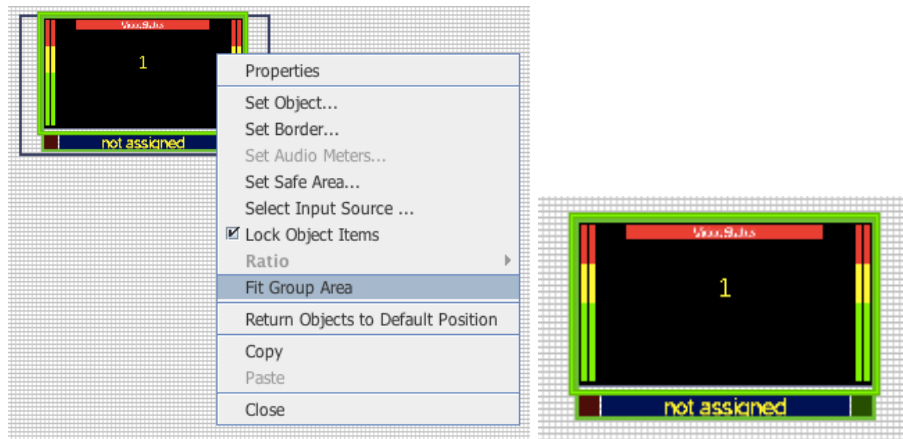 1
not assigned
Properties
Set Object...
Set Border...
Set Audio Meters...
Set Safe Area...
Select Input Source ...
Lock Object Items
Ratio
Fit Group Area
Return Objects to Default Position
Copy
Paste
Close
1
not assigned